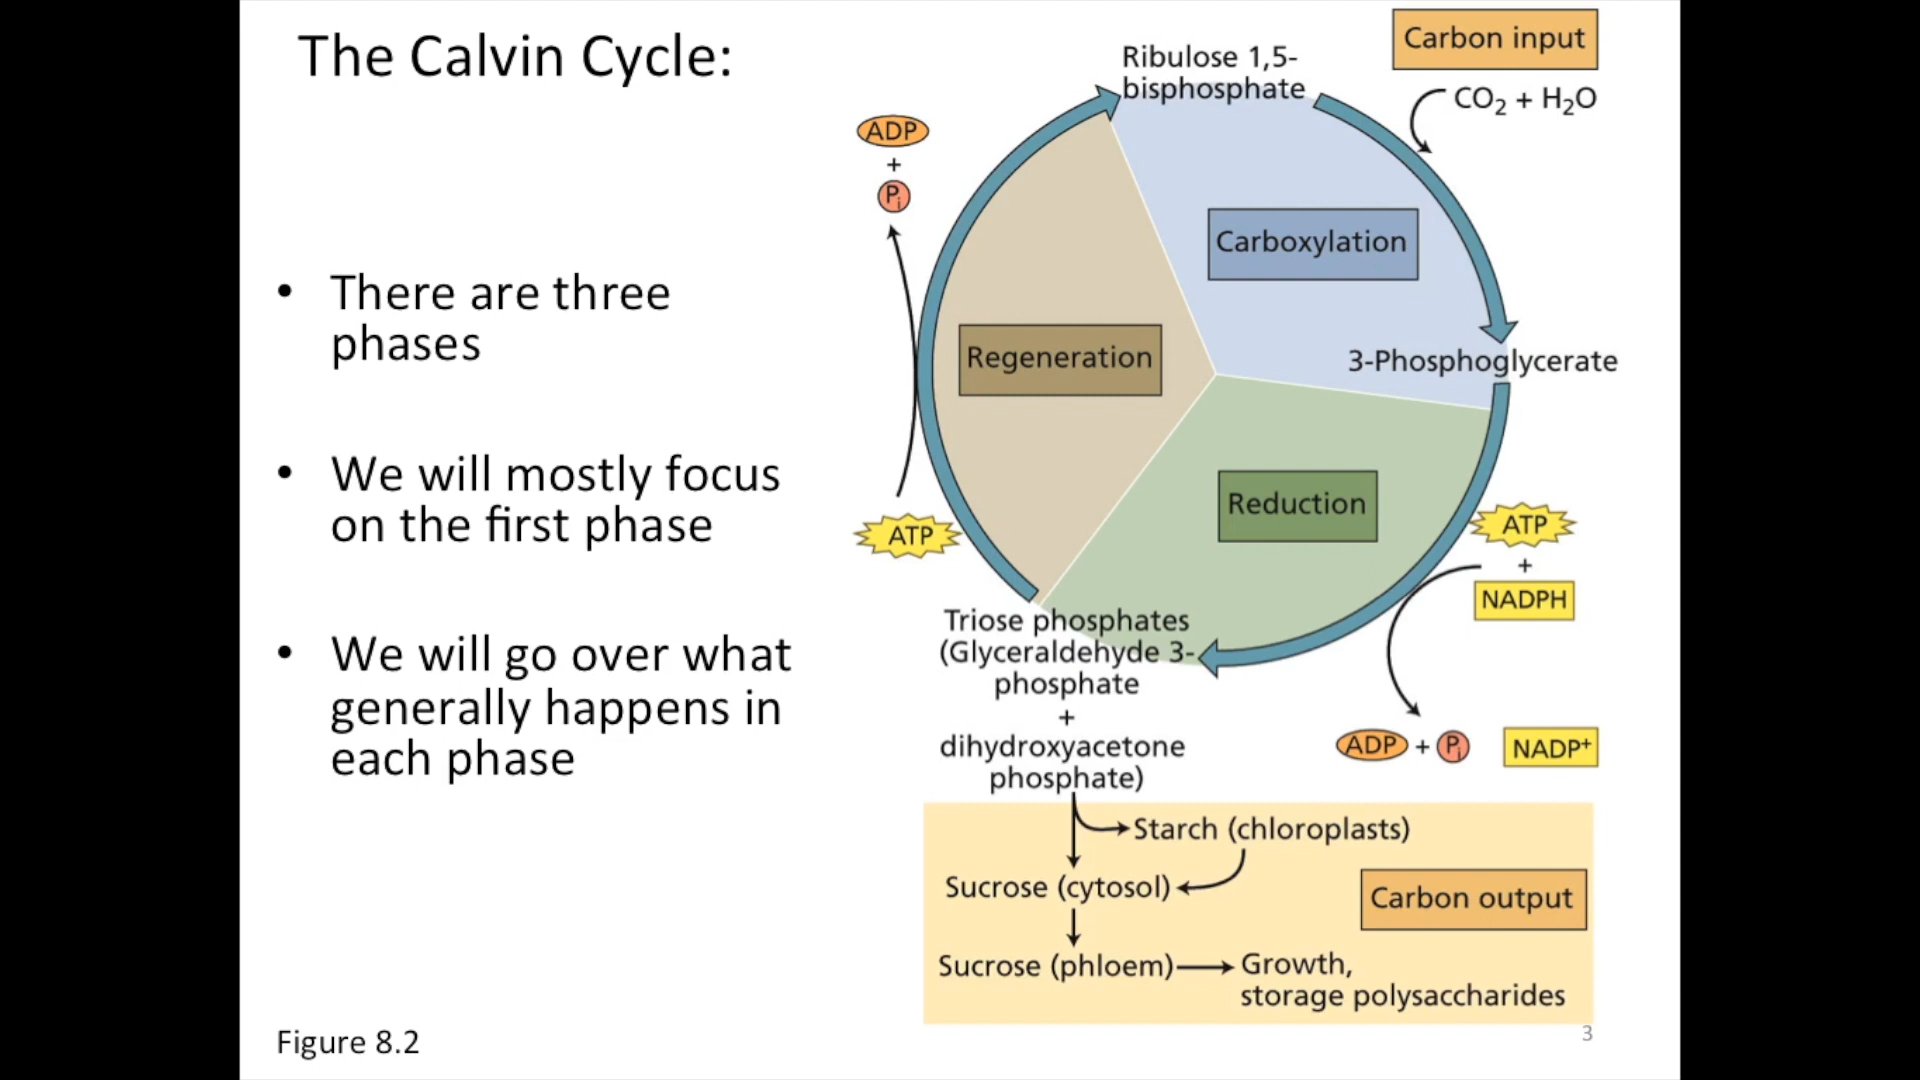 The Calvin Cycle:
• There are three
phases
• We will mostly focus
on the first phase
• We will go over what
generally happens in
each phase
Figure 8.2
Carbon input
CO₂ + H₂O
Ribulose 1,5-
bisphosphate
Carboxylation
3-Phosphoglycerate
Reduction
ATP
+
NADPH
ADP + Pi NADP⁺
Triose phosphates
(Glyceraldehyde 3-
phosphate
+
dihydroxyacetone
phosphate)
Regeneration
ATP
ADP
+
Pi
Starch (chloroplasts)
Sucrose (cytosol)
Sucrose (phloem)
Growth,
storage polysaccharides
Carbon output
3